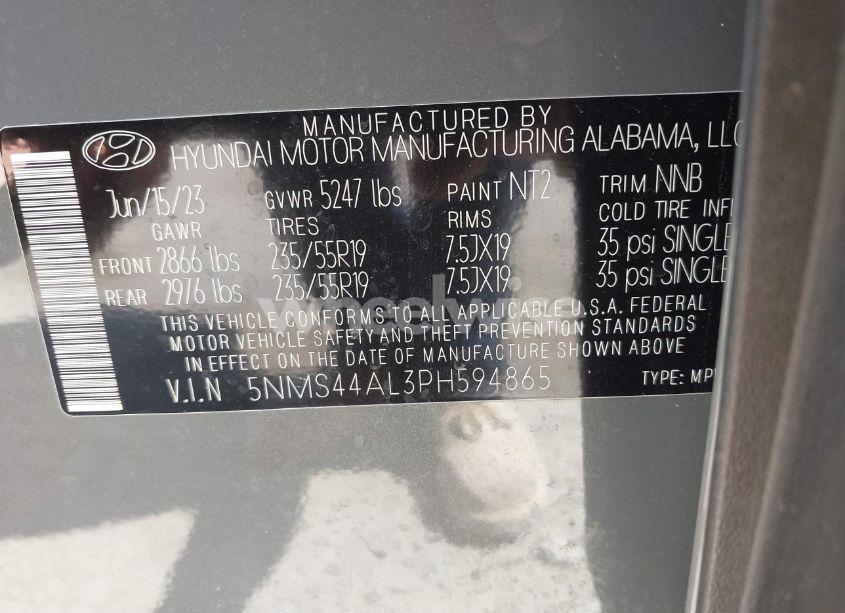 MANUFACTURED BY
HYUNDAI MOTOR MANUFACTURING ALABAMA, LLC
Jun/15/23 GVWR 5247 lbs PAINT NT2 TRIM NNB
GAWR TIRES RIMS COLD TIRE INF
FRONT 2866 lbs 235/55R19 7.5JX19 35 psi SINGLE
REAR 2976 lbs 235/55R19 7.5JX19 35 psi SINGLE
THIS VEHICLE CONFORMS TO ALL APPLICABLE U.S.A. FEDERAL
MOTOR VEHICLE SAFETY AND THEFT PREVENTION STANDARDS
IN EFFECT ON THE DATE OF MANUFACTURE SHOWN ABOVE
V.I.N 5NMS44AL3PH594865 TYPE: MPV